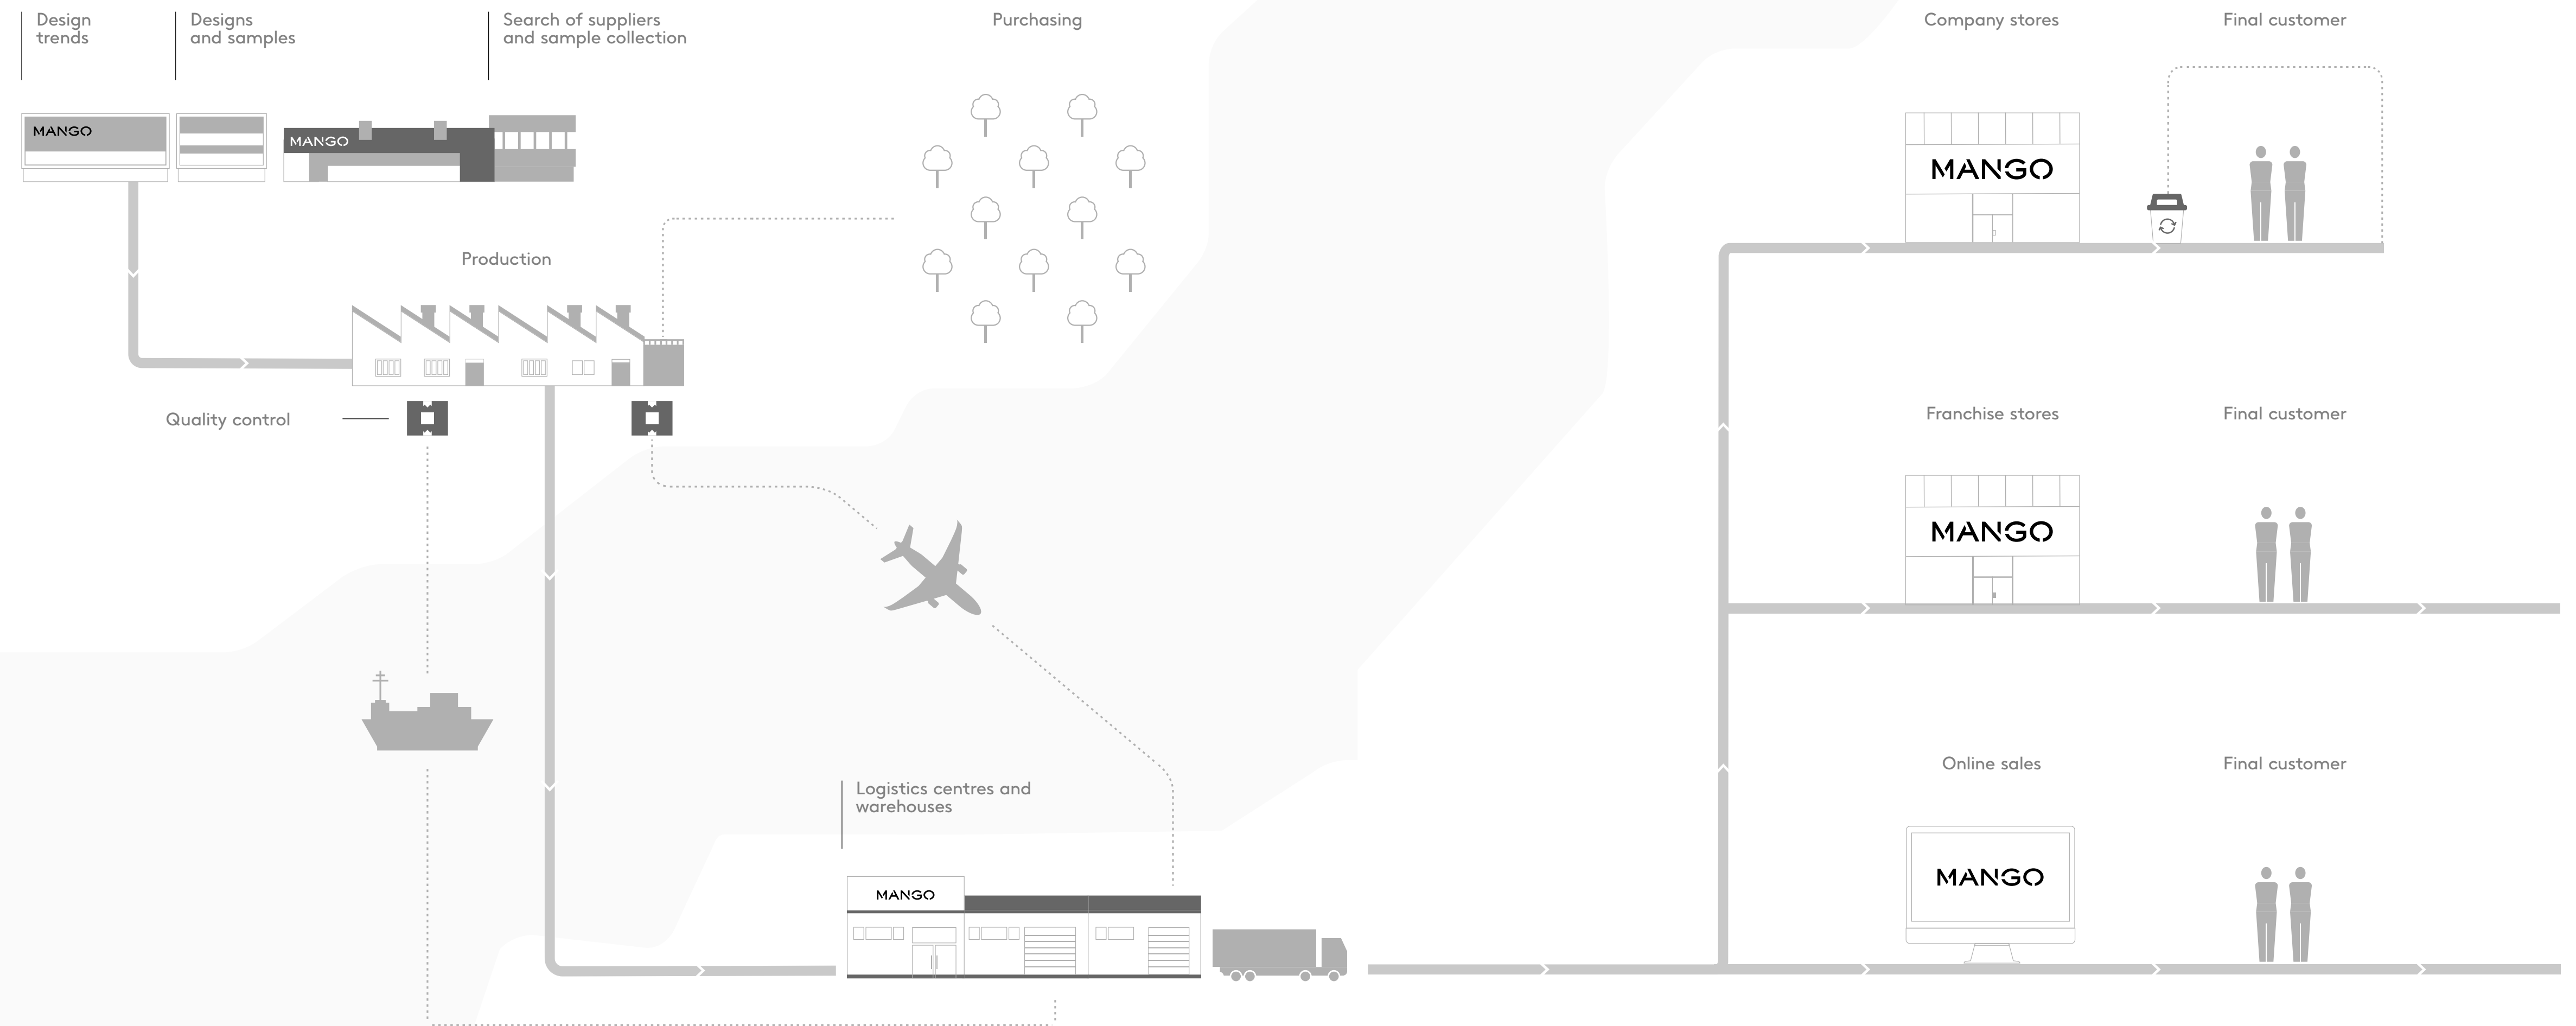 Design
trends
Designs
and samples
Search of suppliers
and sample collection
Purchasing
Company stores
Final customer
MANGO
MANGO
MANGO
Production
Quality control
Franchise stores
Final customer
MANGO
Logistics centres and
warehouses
Online sales
Final customer
MANGO
MANGO